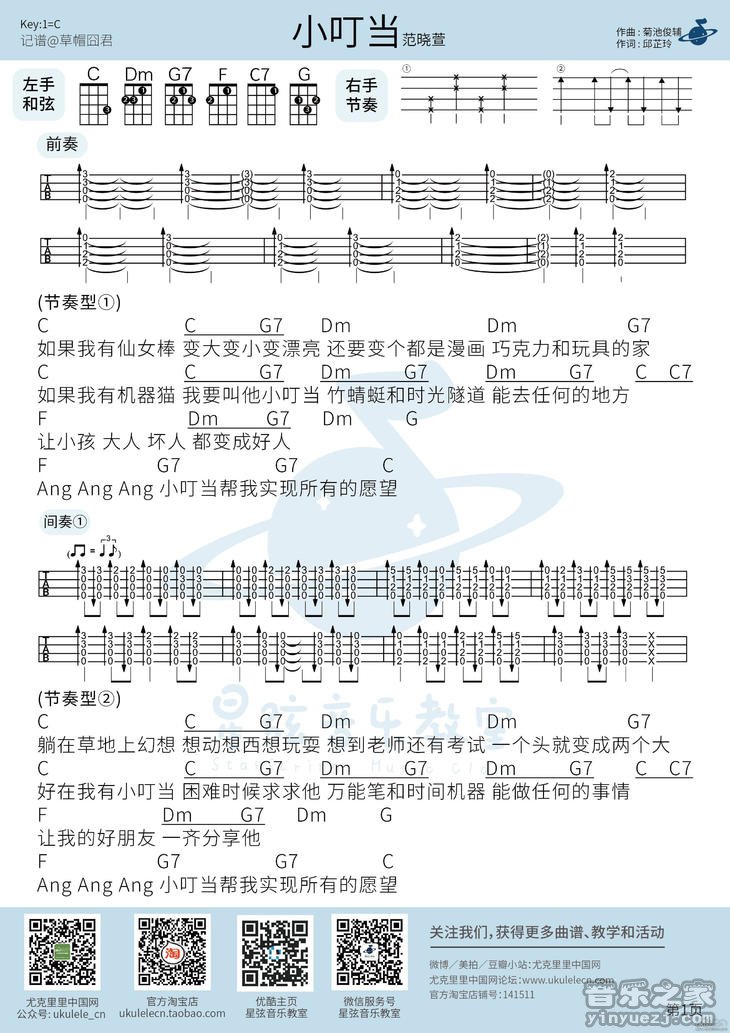 Key:1=C
记谱@草帽囧君
小叮当 范晓萱
作曲：菊池俊辅
作词：邱芷玲
左手和弦
C Dm G7 F C7 G
右手节奏
① ②
前奏
(节奏型①)
C C G7 Dm Dm G7
如果我有仙女棒 变大变小变漂亮 还要变个都是漫画 巧克力和玩具的家
C C G7 Dm G7 Dm G7 C C7
如果我有机器猫 我要叫他小叮当 竹蜻蜓和时光隧道 能去任何的地方
F Dm G7 Dm G
让小孩 大人 坏人 都变成好人
F G7 G7 C
Ang Ang Ang 小叮当帮我实现所有的愿望
间奏①
(节奏型②)
C C G7 Dm Dm G7
躺在草地上幻想 想动想西想玩耍 想到老师还有考试 一个头就变成两个大
C C G7 Dm G7 Dm G7 C C7
好在我有小叮当 困难时候求求他 万能笔和时间机器 能做任何的事情
F Dm G7 Dm G
让我的好朋友 一齐分享他
F G7 G7 C
Ang Ang Ang 小叮当帮我实现所有的愿望
星弦音乐教室
关注我们,获得更多曲谱、教学和活动
微博／美拍／豆瓣小站:尤克里里中国网
尤克里里中国网论坛:www.ukulelecn.com
官方淘宝店铺号:141511
尤克里里中国网
公众号: ukulele_cn
官方淘宝店
ukulelecn.taobao.com
优酷主页
星弦音乐教室
微信服务号
星弦音乐教室
第1页
音乐之家
yinyuezj.com